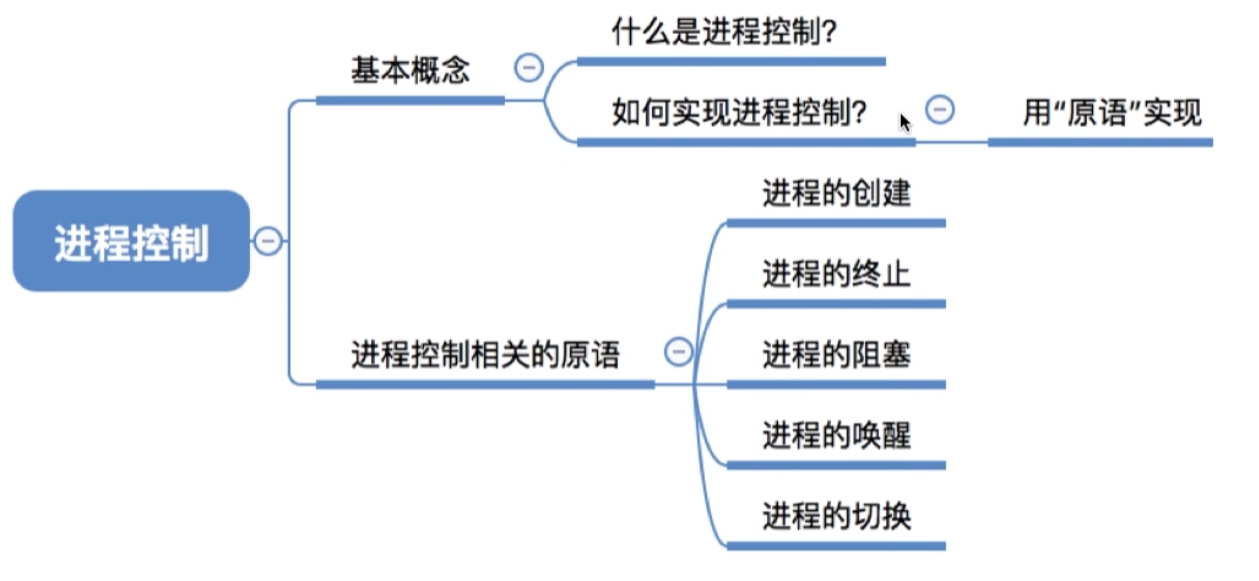 什么是进程控制?
基本概念
如何实现进程控制?
用“原语”实现
进程控制
进程的创建
进程的终止
进程控制相关的原语
进程的阻塞
进程的唤醒
进程的切换